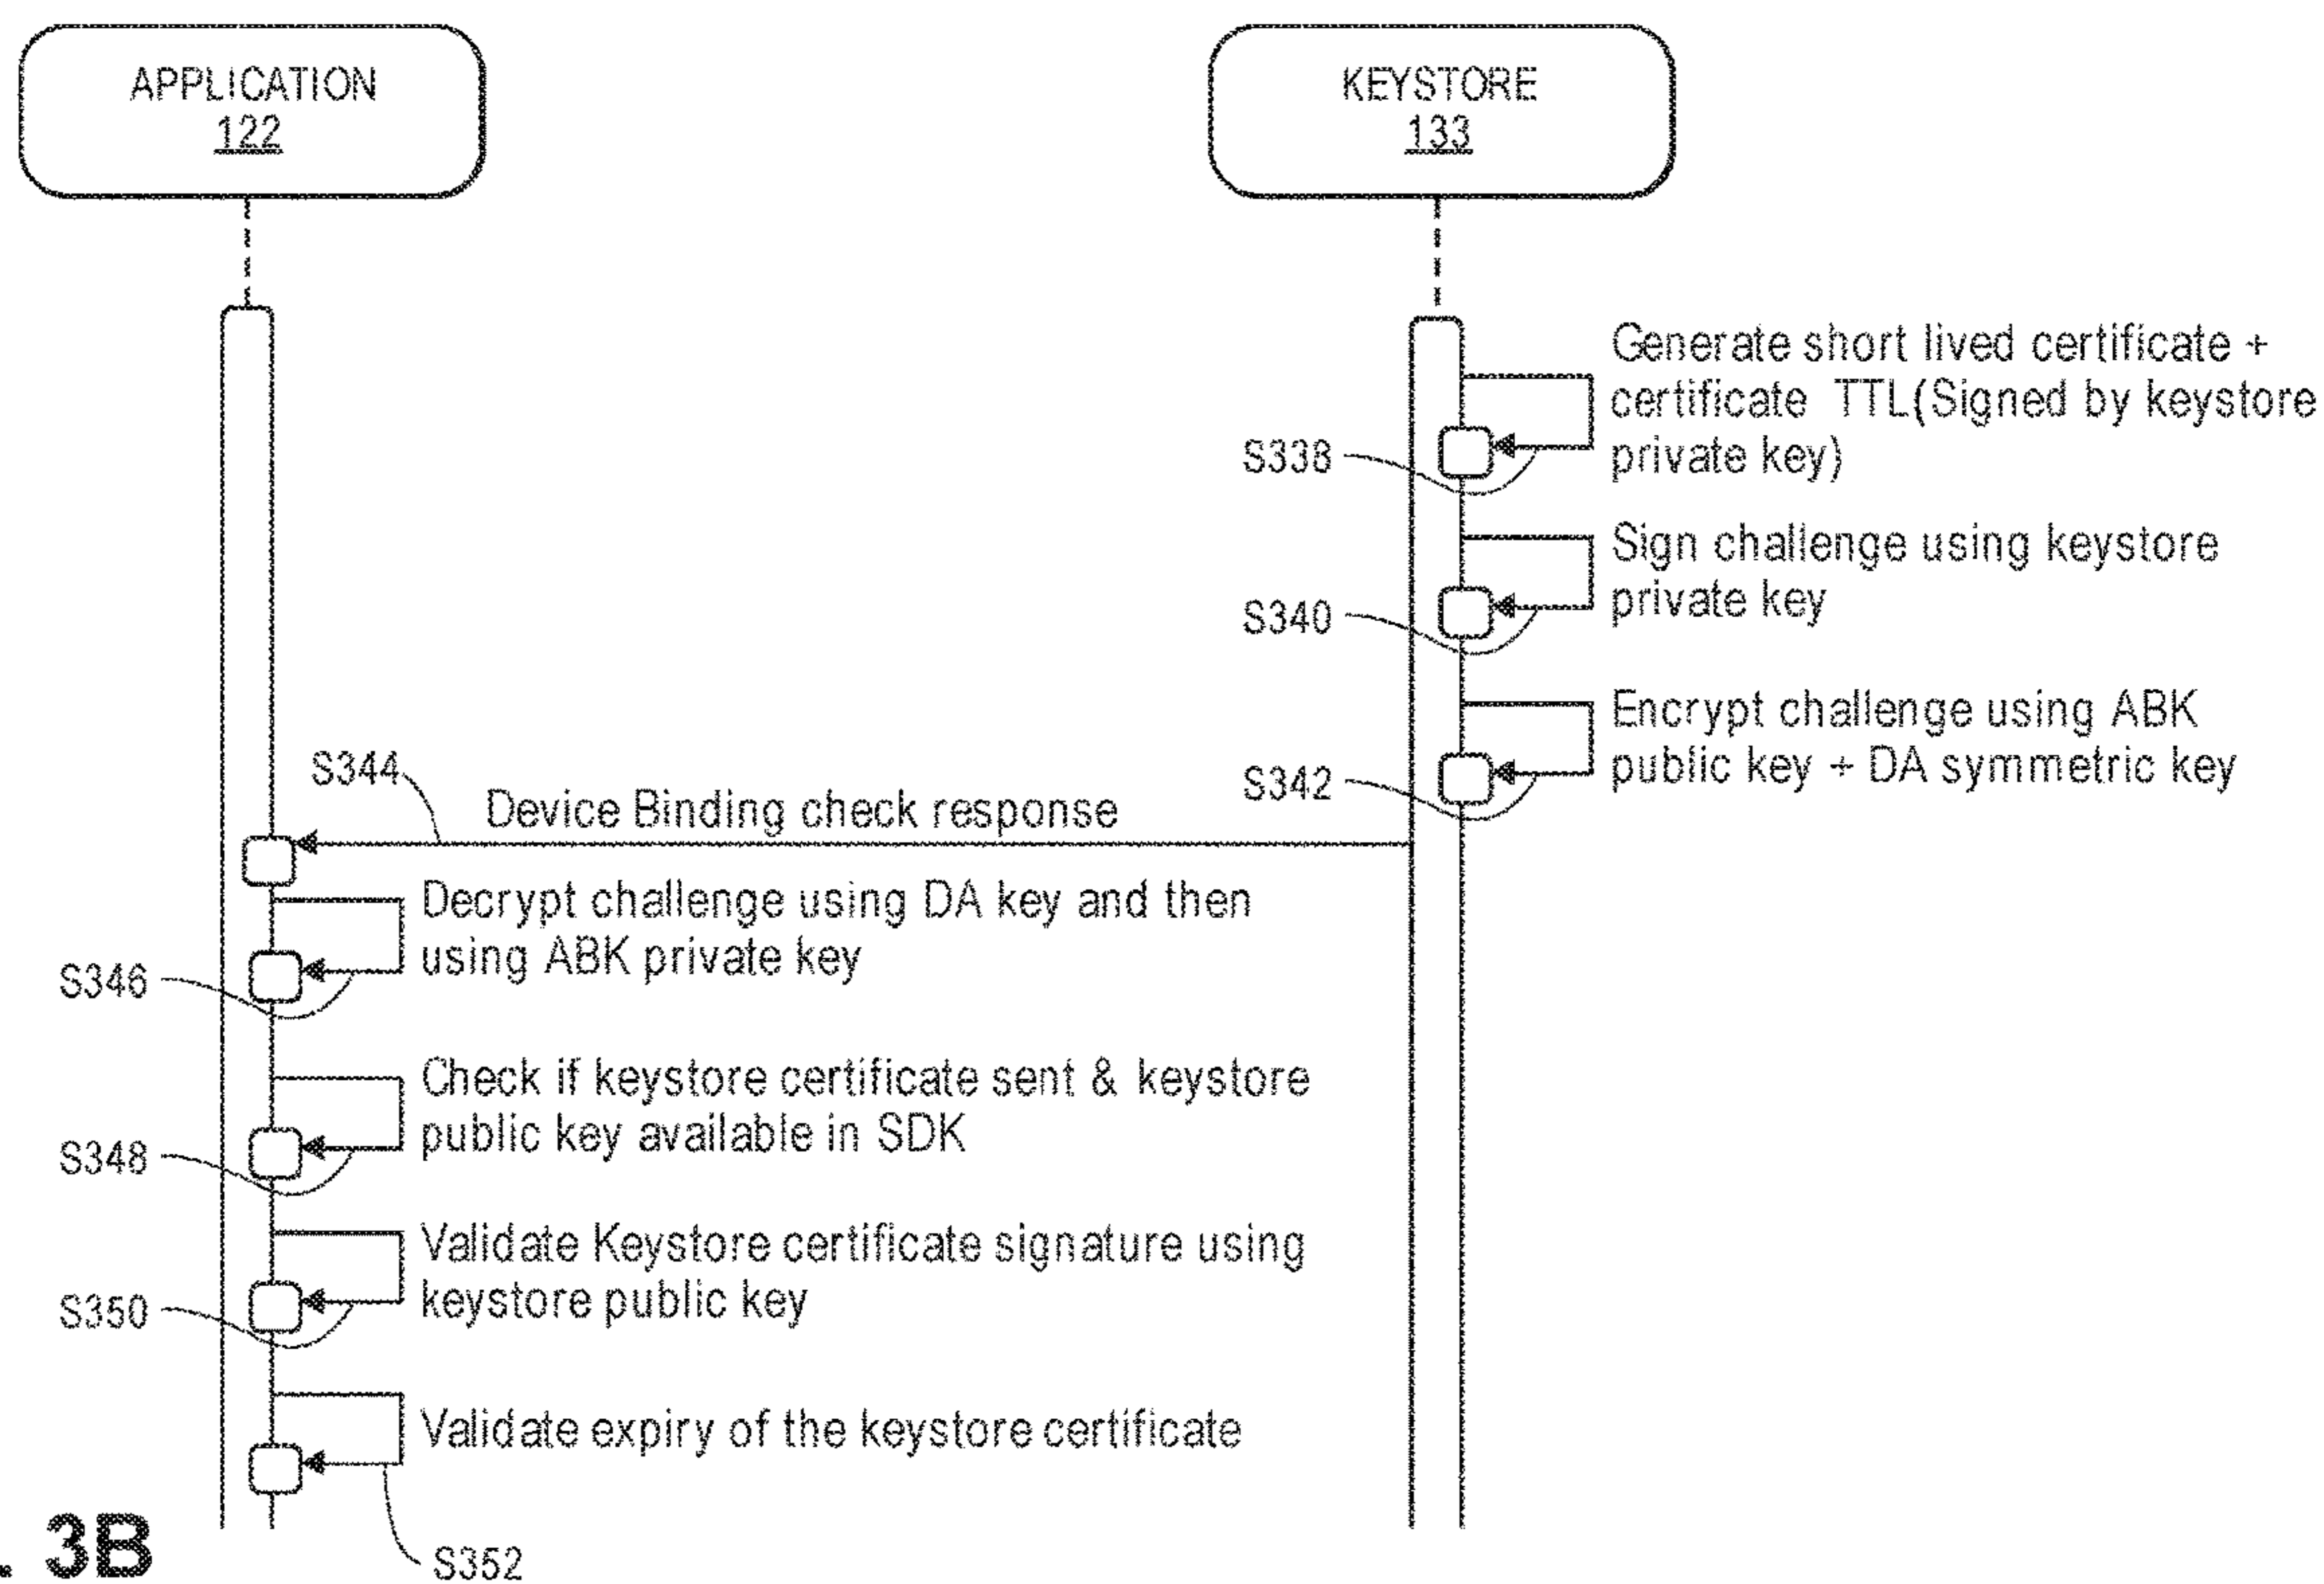 APPLICATION
122
KEYSTORE
133
Generate short lived certificate +
certificate TTL(Signed by keystore
private key)
S338
Sign challenge using keystore
private key
S340
Encrypt challenge using ABK
public key + DA symmetric key
S342
S344
Device Binding check response
Decrypt challenge using DA key and then
using ABK private key
S346
Check if keystore certificate sent & keystore
public key available in SDK
S348
Validate Keystore certificate signature using
keystore public key
S350
Validate expiry of the keystore certificate
S352
. 3B